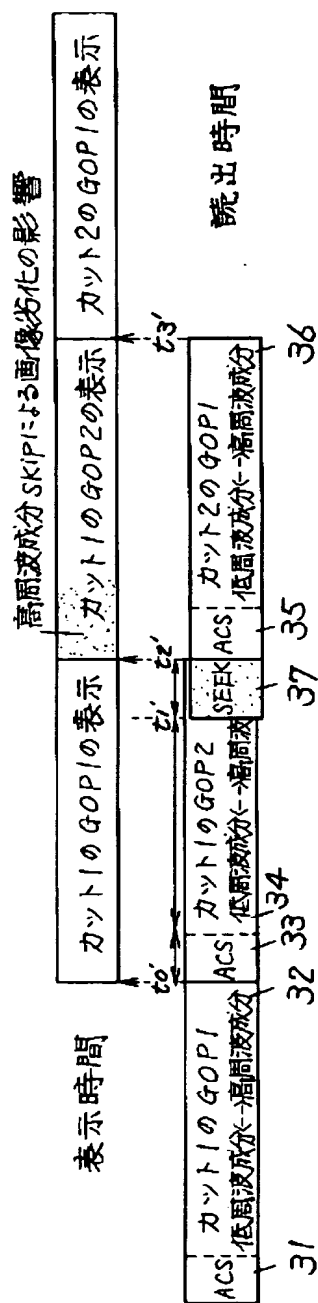 高周波成分SKIPによる画像劣化の影響
表示時間
カット1のGOP1の表示
カット1のGOP2の表示
カット2のGOP1の表示
t0'
t1'
t2'
t3'
読出時間
ACS
カット1のGOP1
低周波成分←→高周波成分
ACS
カット1のGOP2
低周波成分←→高周波
SEEK
ACS
カット2のGOP1
低周波成分←→高周波成分
31
32
33
34
37
35
36